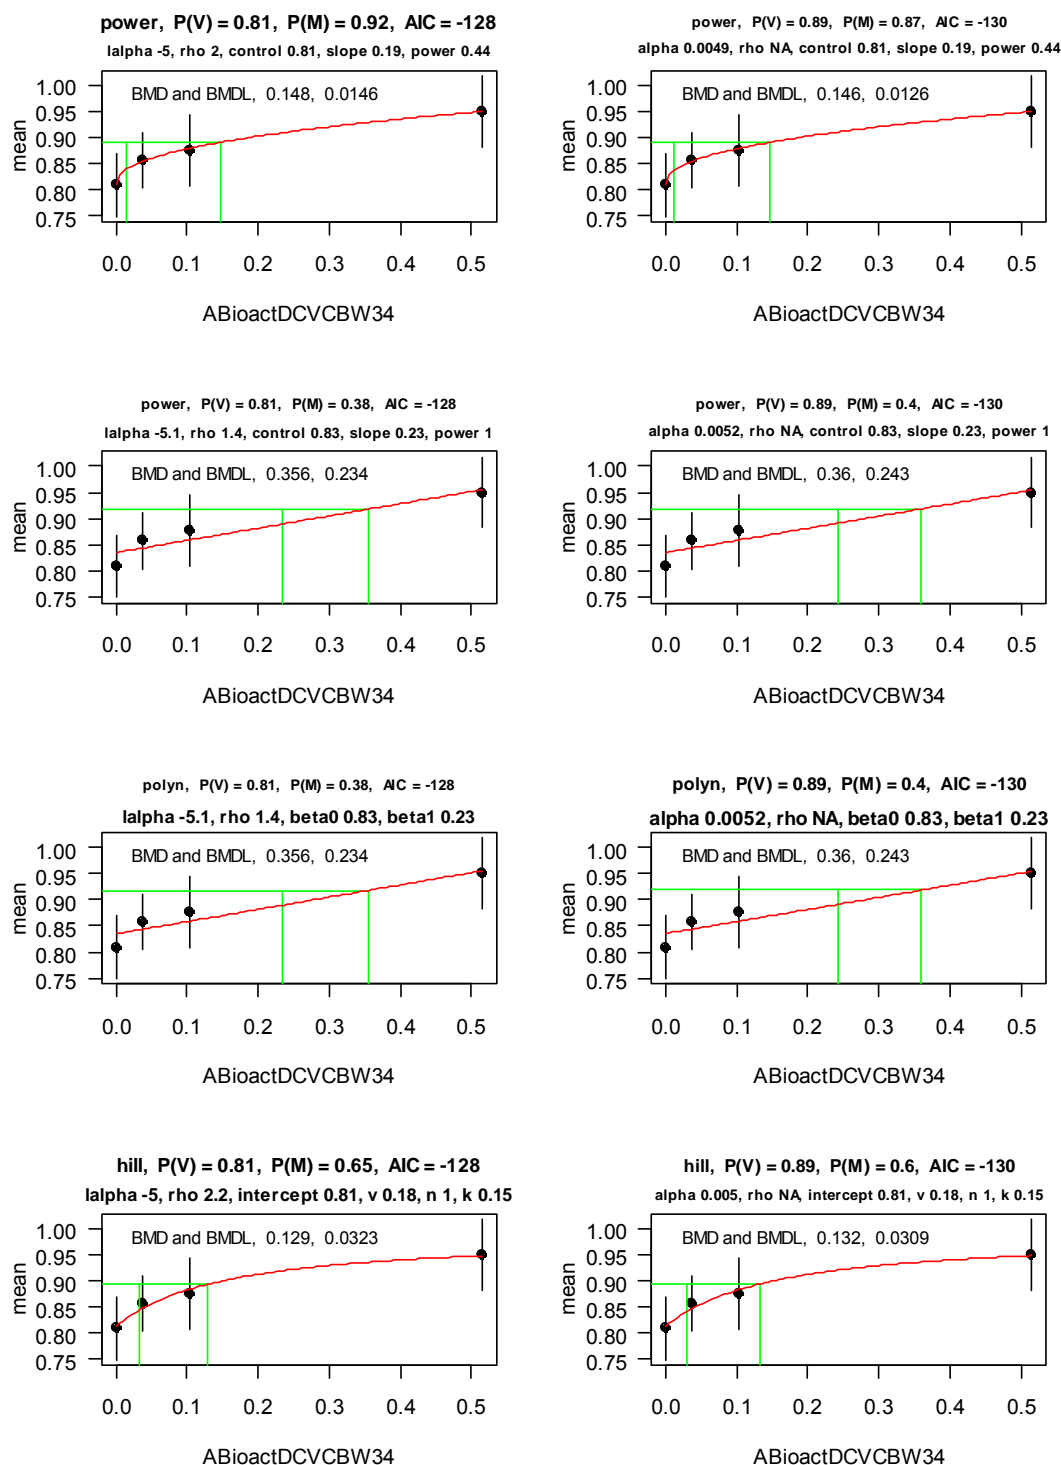 power, P(V) = 0.81, P(M) = 0.92, AIC = -128
lalpha -5, rho 2, control 0.81, slope 0.19, power 0.44
BMD and BMDL, 0.148, 0.0146
mean
1.00
0.95
0.90
0.85
0.80
0.75
0.0 0.1 0.2 0.3 0.4 0.5
ABioactDCVCBW34
power, P(V) = 0.89, P(M) = 0.87, AIC = -130
alpha 0.0049, rho NA, control 0.81, slope 0.19, power 0.44
BMD and BMDL, 0.146, 0.0126
mean
1.00
0.95
0.90
0.85
0.80
0.75
0.0 0.1 0.2 0.3 0.4 0.5
ABioactDCVCBW34
power, P(V) = 0.81, P(M) = 0.38, AIC = -128
lalpha -5.1, rho 1.4, control 0.83, slope 0.23, power 1
BMD and BMDL, 0.356, 0.234
mean
1.00
0.95
0.90
0.85
0.80
0.75
0.0 0.1 0.2 0.3 0.4 0.5
ABioactDCVCBW34
power, P(V) = 0.89, P(M) = 0.4, AIC = -130
alpha 0.0052, rho NA, control 0.83, slope 0.23, power 1
BMD and BMDL, 0.36, 0.243
mean
1.00
0.95
0.90
0.85
0.80
0.75
0.0 0.1 0.2 0.3 0.4 0.5
ABioactDCVCBW34
polyn, P(V) = 0.81, P(M) = 0.38, AIC = -128
lalpha -5.1, rho 1.4, beta0 0.83, beta1 0.23
BMD and BMDL, 0.356, 0.234
mean
1.00
0.95
0.90
0.85
0.80
0.75
0.0 0.1 0.2 0.3 0.4 0.5
ABioactDCVCBW34
polyn, P(V) = 0.89, P(M) = 0.4, AIC = -130
alpha 0.0052, rho NA, beta0 0.83, beta1 0.23
BMD and BMDL, 0.36, 0.243
mean
1.00
0.95
0.90
0.85
0.80
0.75
0.0 0.1 0.2 0.3 0.4 0.5
ABioactDCVCBW34
hill, P(V) = 0.81, P(M) = 0.65, AIC = -128
lalpha -5, rho 2.2, intercept 0.81, v 0.18, n 1, k 0.15
BMD and BMDL, 0.129, 0.0323
mean
1.00
0.95
0.90
0.85
0.80
0.75
0.0 0.1 0.2 0.3 0.4 0.5
ABioactDCVCBW34
hill, P(V) = 0.89, P(M) = 0.6, AIC = -130
alpha 0.005, rho NA, intercept 0.81, v 0.18, n 1, k 0.15
BMD and BMDL, 0.132, 0.0309
mean
1.00
0.95
0.90
0.85
0.80
0.75
0.0 0.1 0.2 0.3 0.4 0.5
ABioactDCVCBW34